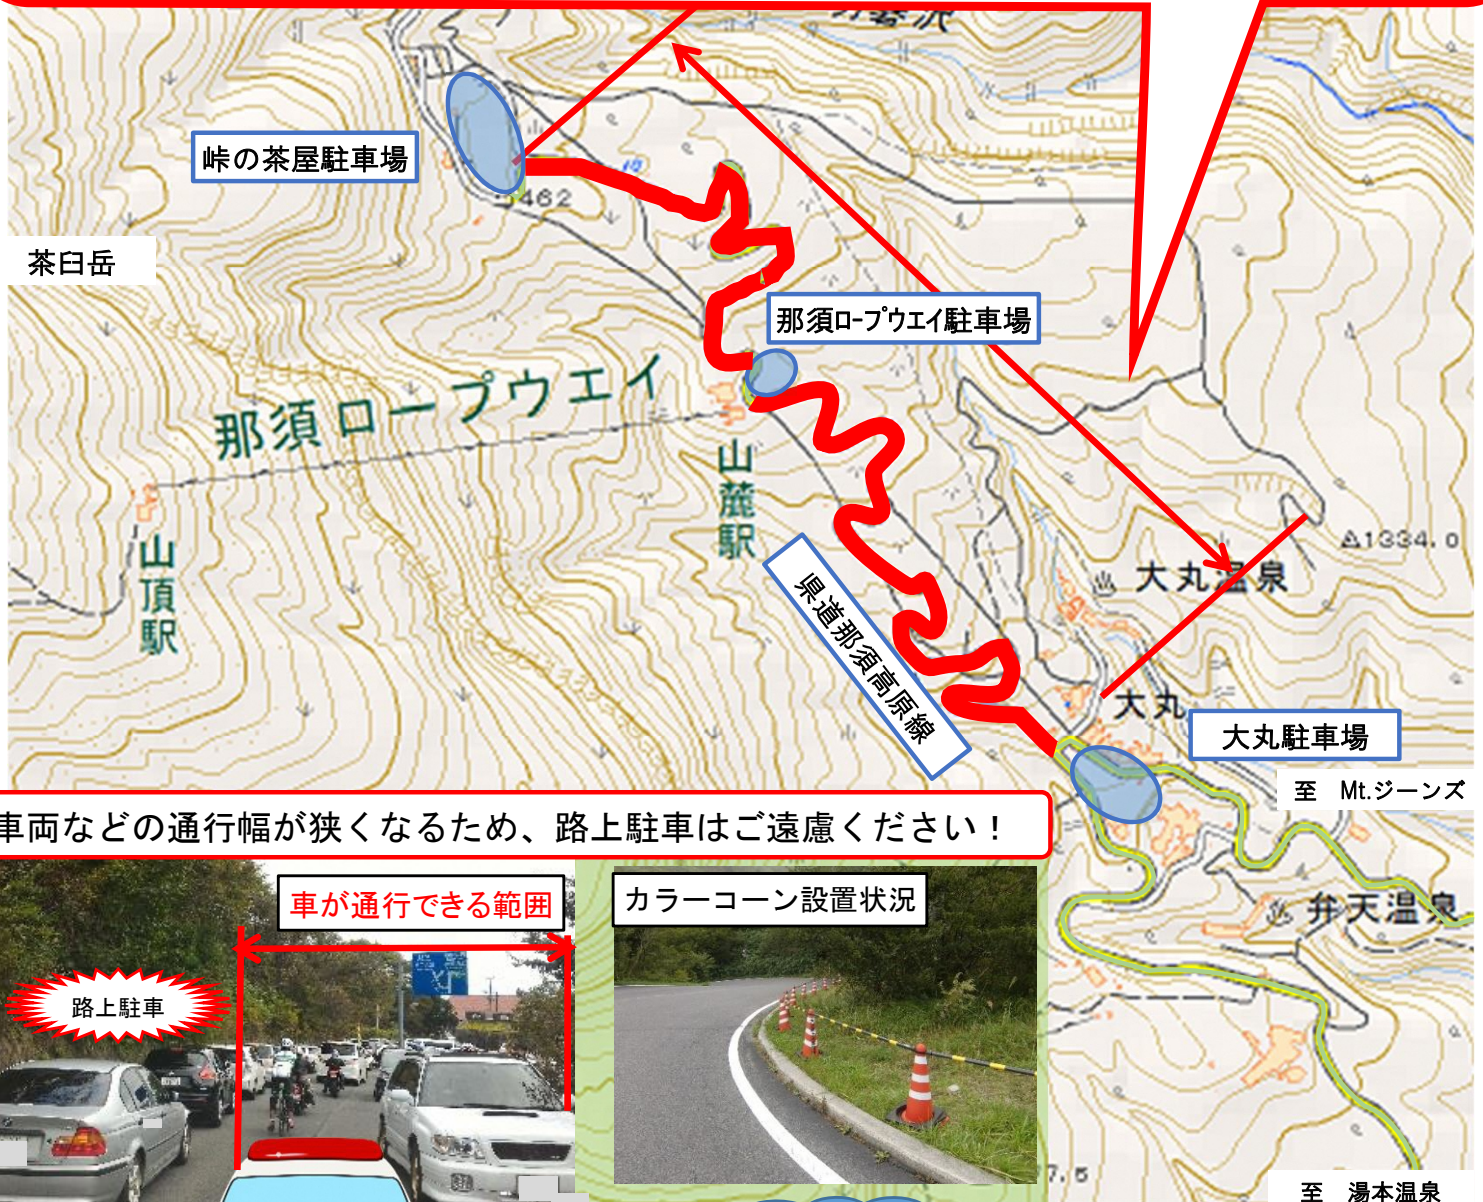 峠の茶屋駐車場
1462
茶臼岳
那須ロープウエイ駐車場
那須ロープウエイ
山麓駅
山頂駅
県道那須高原線
1334.0
大丸温泉
大丸
大丸駐車場
至 Mt.ジーンズ
車両などの通行幅が狭くなるため、路上駐車はご遠慮ください！
車が通行できる範囲
カラーコーン設置状況
弁天温泉
路上駐車
7.5
至 湯本温泉